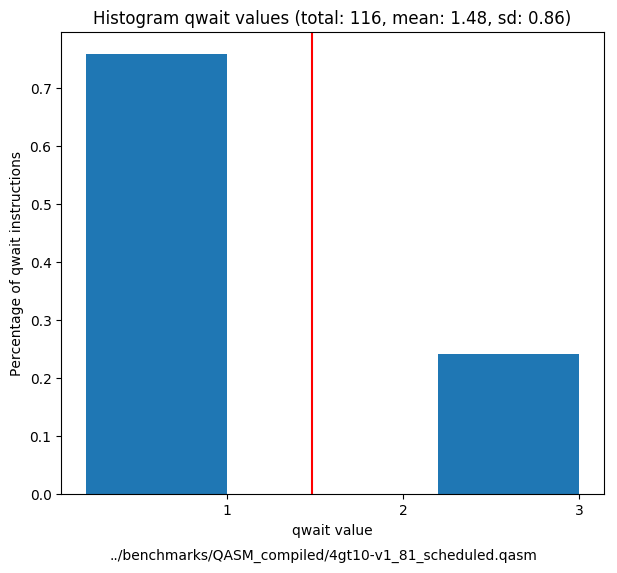 Histogram qwait values (total: 116, mean: 1.48, sd: 0.86)
Percentage of qwait instructions
0.7
0.6
0.5
0.4
0.3
0.2
0.1
0.0
1 2 3
qwait value
../benchmarks/QASM_compiled/4gt10-v1_81_scheduled.qasm